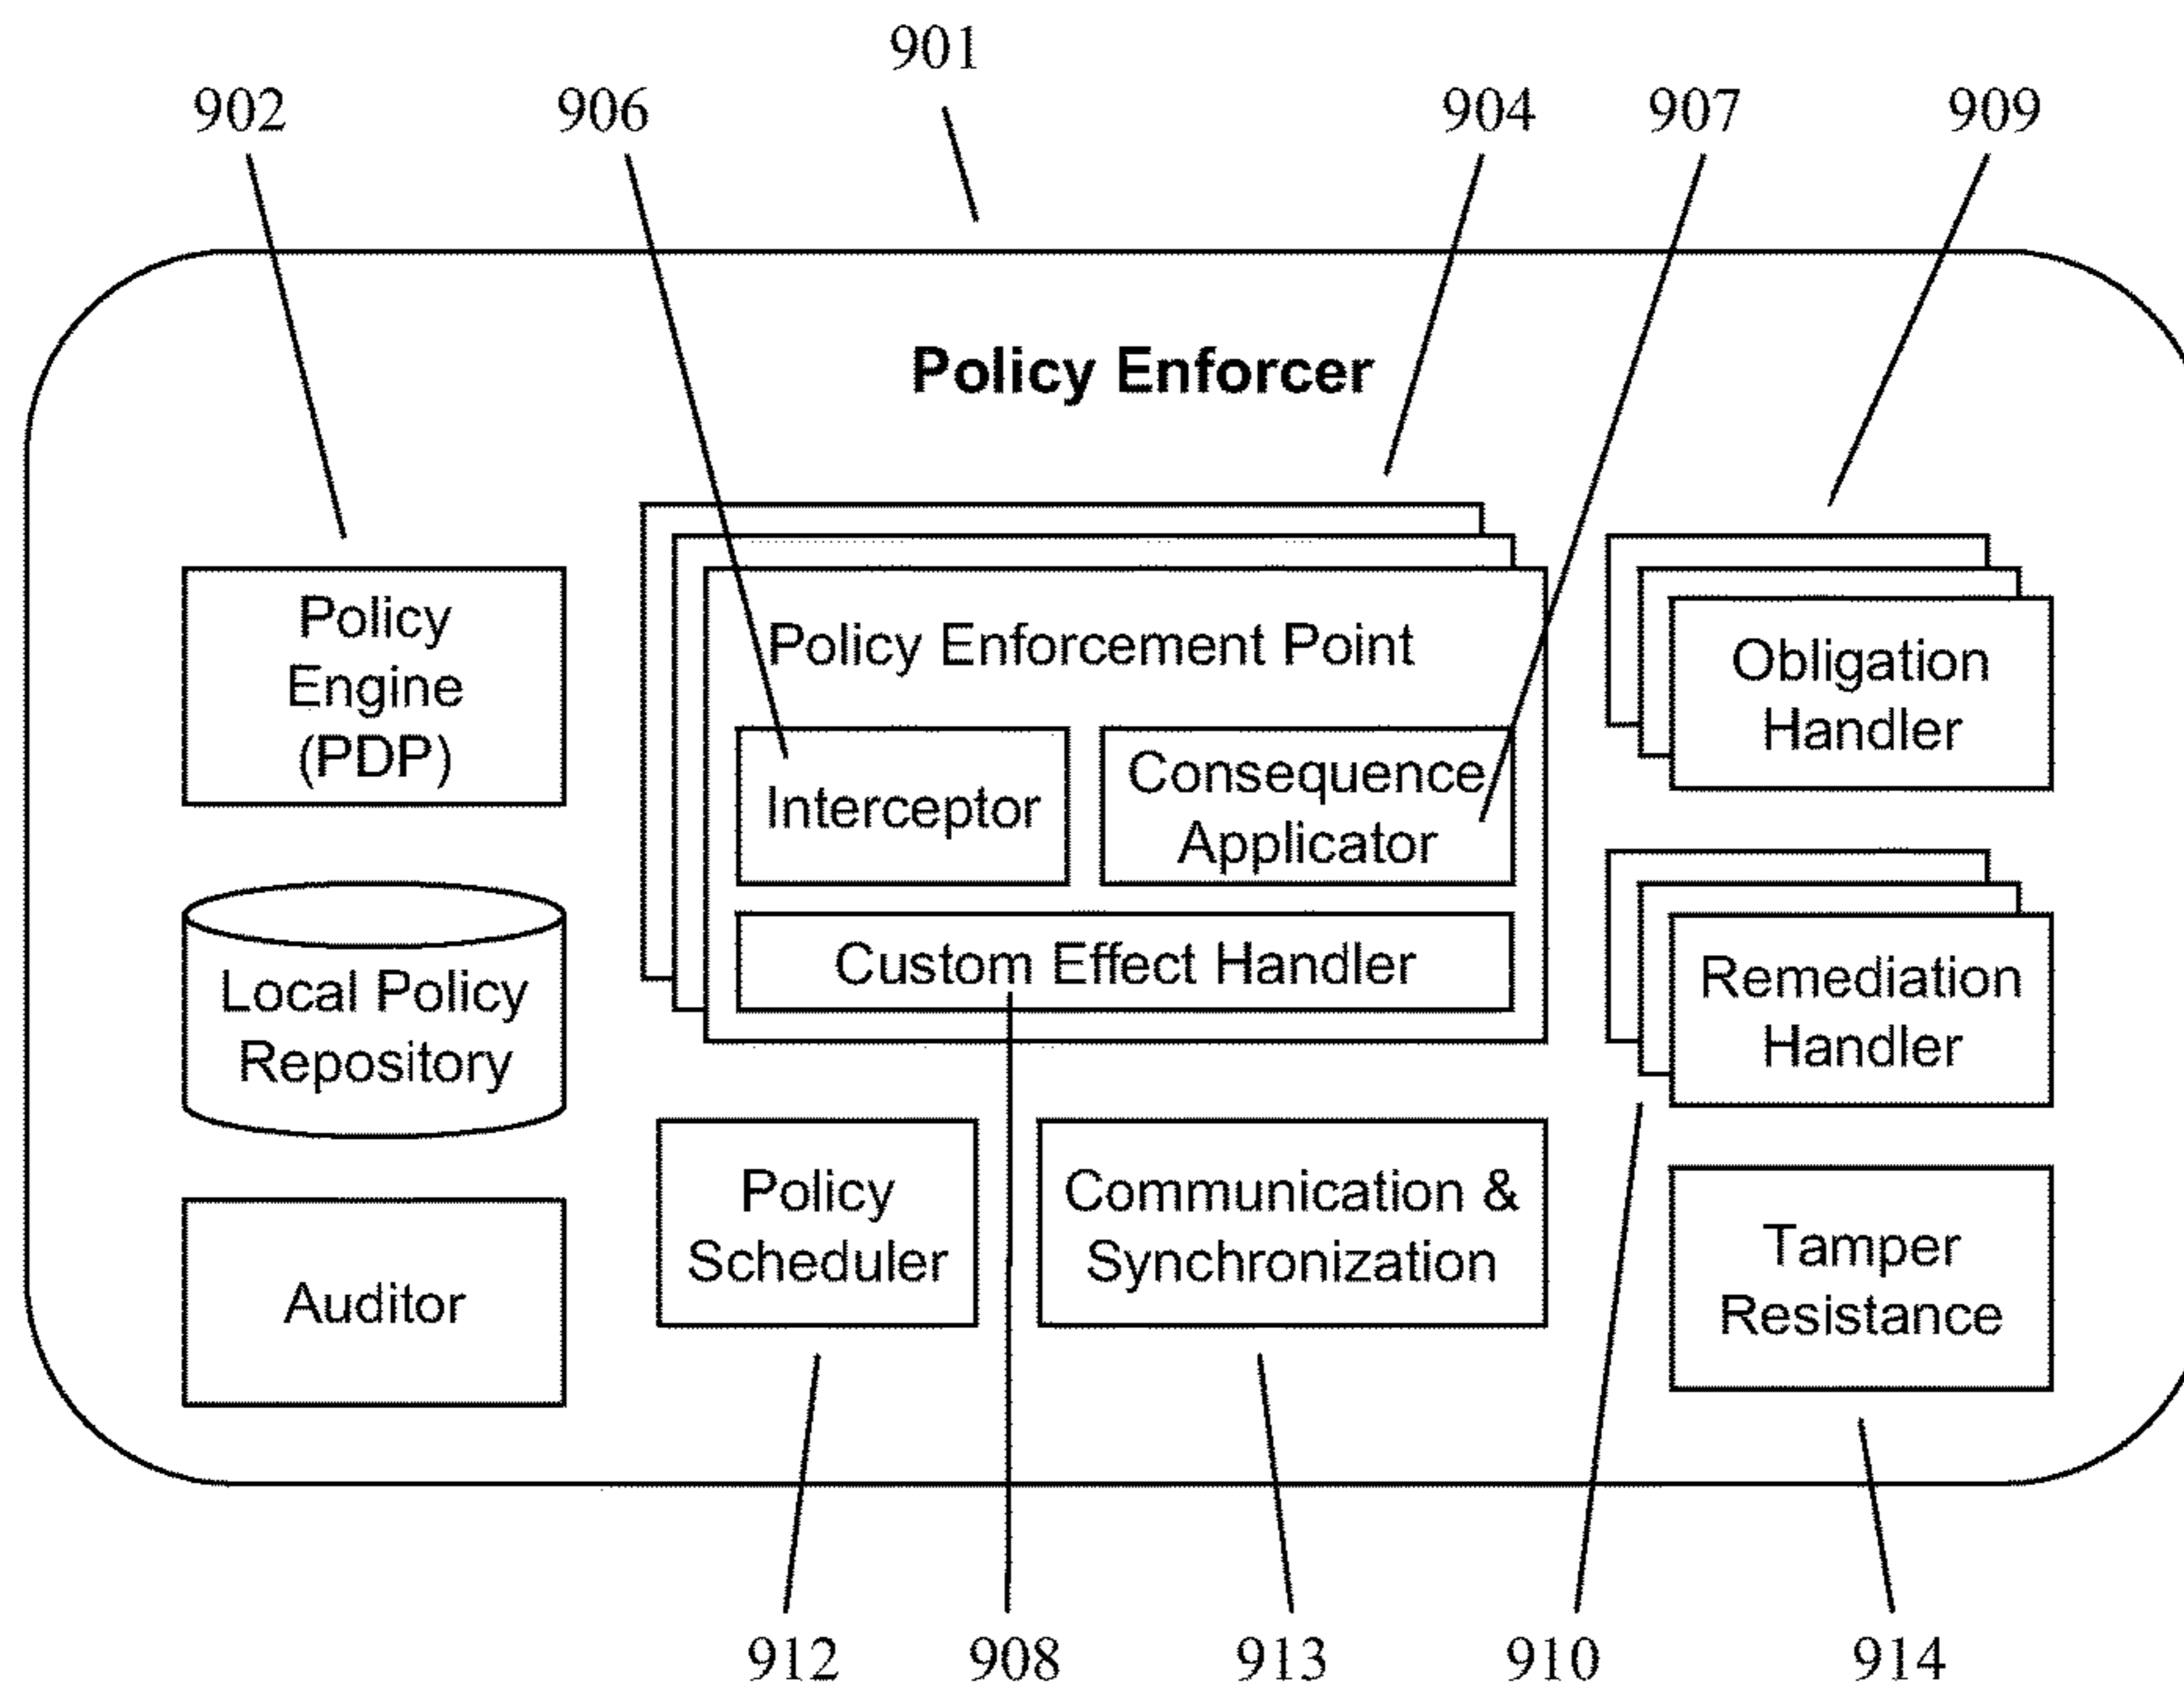 901
902
906
904
907
909
Policy Enforcer
Policy
Engine
(PDP)
Policy Enforcement Point
Interceptor
Consequence
Applicator
Custom Effect Handler
Obligation
Handler
Local Policy
Repository
Remediation
Handler
Auditor
Policy
Scheduler
Communication &
Synchronization
Tamper
Resistance
912
908
913
910
914